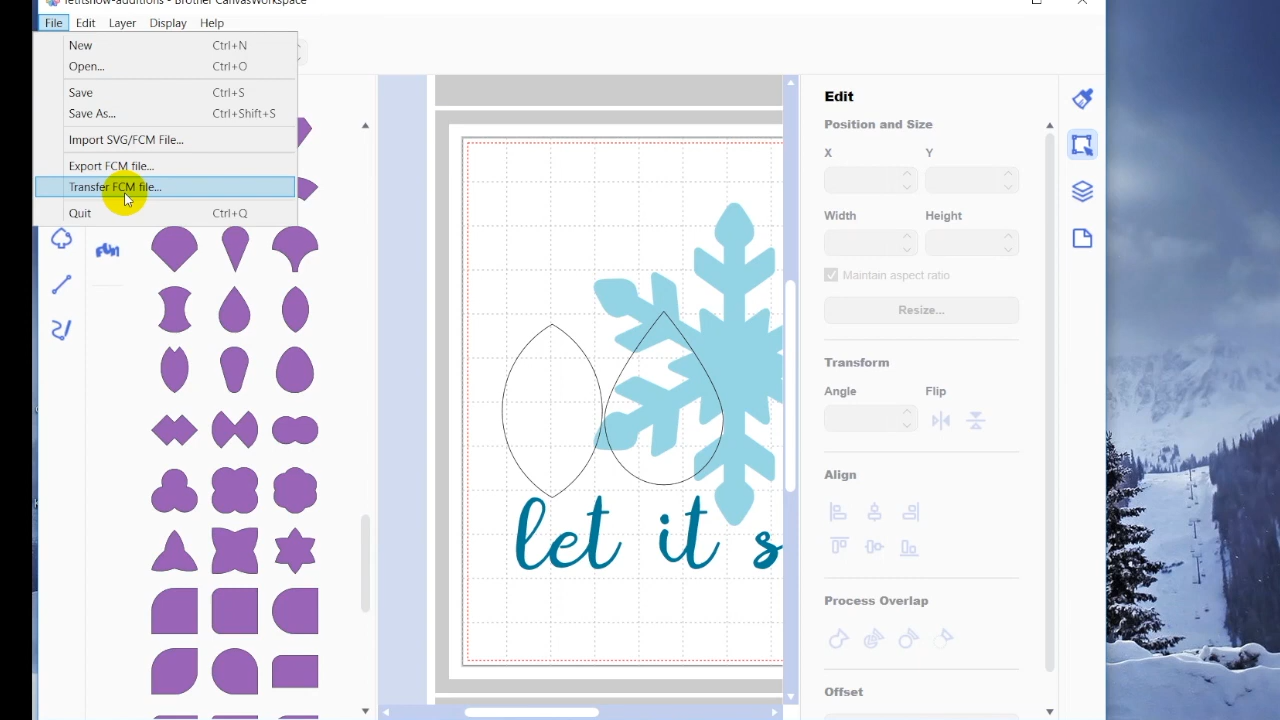 letitsnow-additions - Brother CanvasWorkspace
File Edit Layer Display Help
New Ctrl+N
Open... Ctrl+O
Save Ctrl+S
Save As... Ctrl+Shift+S
Import SVG/FCM File...
Export FCM file...
Transfer FCM file...
Quit Ctrl+Q
Fun
let it s
Edit
Position and Size
X Y
Width Height
Maintain aspect ratio
Resize...
Transform
Angle Flip
Align
Process Overlap
Offset